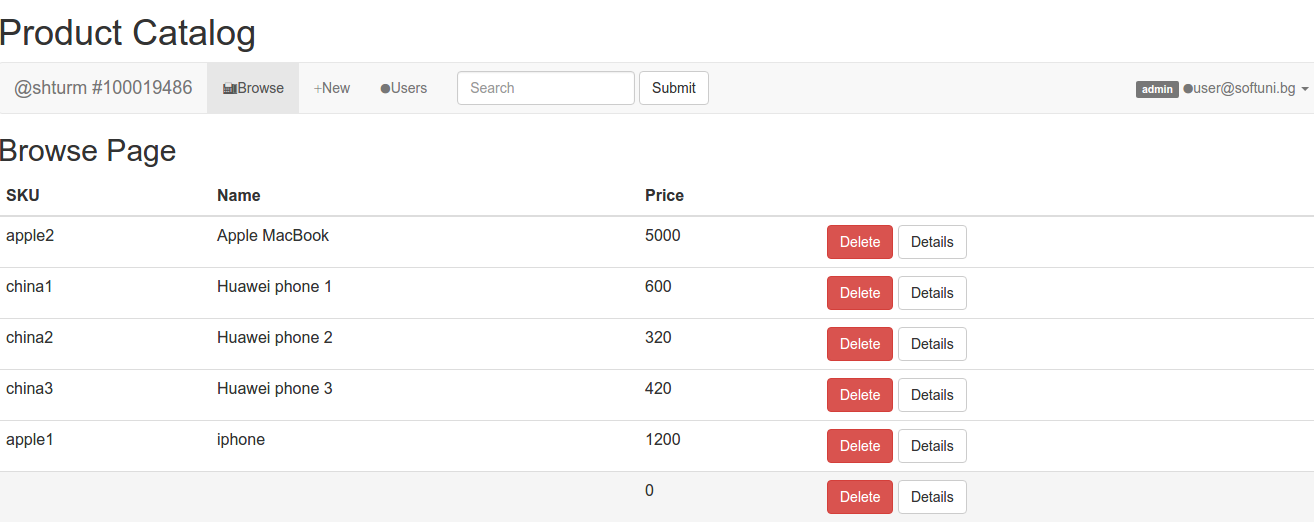 Product Catalog
@shturm #100019486 Browse +New Users Search Submit admin user@softuni.bg
Browse Page
SKU Name Price
apple2 Apple MacBook 5000 Delete Details
china1 Huawei phone 1 600 Delete Details
china2 Huawei phone 2 320 Delete Details
china3 Huawei phone 3 420 Delete Details
apple1 iphone 1200 Delete Details
0 Delete Details